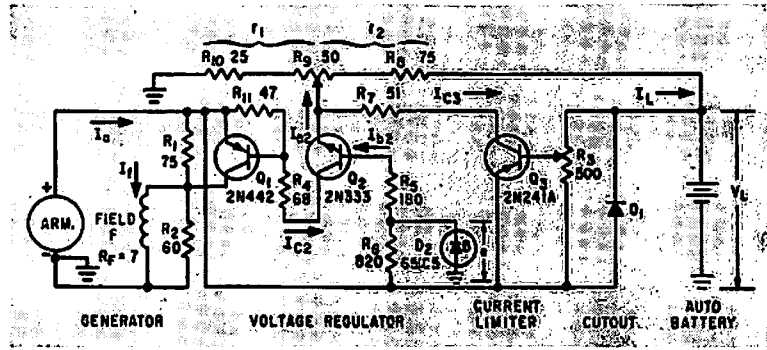 r1 r2
R10 25 R9 50 R8 75
R11 47 R7 51 IC3 IL
Ia R1 75 Ie2 Ib2
If Q1 2N442 R4 68 Q2 2N333 R5 180 Q3 2N241A R3 500 D1 VL
+ ARM. - FIELD F RF = 7 R2 60 IC2 R6 820 D2 651C5
GENERATOR VOLTAGE REGULATOR CURRENT LIMITER CUTOUT AUTO BATTERY